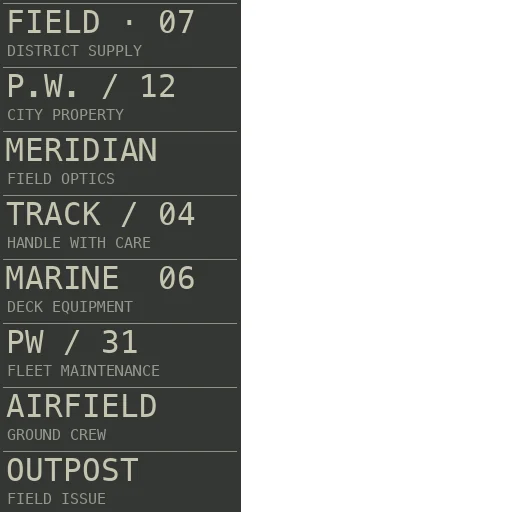 FIELD · 07
DISTRICT SUPPLY
P.W. / 12
CITY PROPERTY
MERIDIAN
FIELD OPTICS
TRACK / 04
HANDLE WITH CARE
MARINE  06
DECK EQUIPMENT
PW / 31
FLEET MAINTENANCE
AIRFIELD
GROUND CREW
OUTPOST
FIELD ISSUE